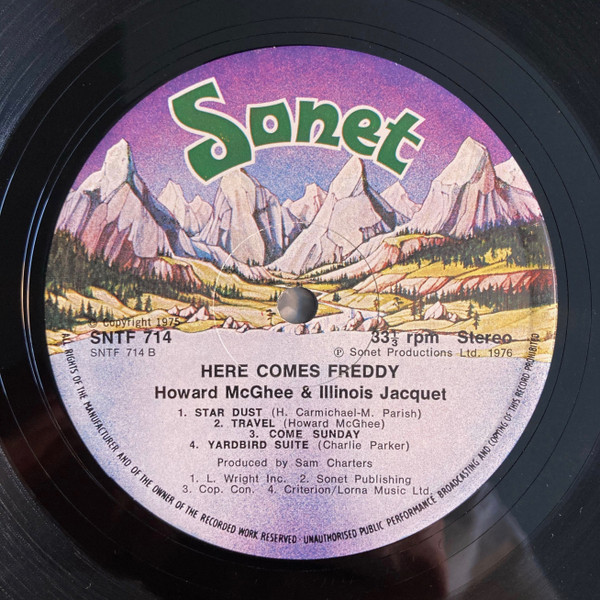 Sonet
© Copyright 1975
SNTF 714
33⅓ rpm Stereo
SNTF 714 B
℗ Sonet Productions Ltd. 1976
HERE COMES FREDDY
Howard McGhee & Illinois Jacquet
1. STAR DUST (H. Carmichael-M. Parish)
2. TRAVEL (Howard McGhee)
3. COME SUNDAY
4. YARDBIRD SUITE (Charlie Parker)
Produced by Sam Charters
1. L. Wright Inc. 2. Sonet Publishing
3. Cop. Con. 4. Criterion/Lorna Music Ltd.
ALL RIGHTS OF THE MANUFACTURER AND OF THE OWNER OF THE RECORDED WORK RESERVED · UNAUTHORISED PUBLIC PERFORMANCE BROADCASTING AND COPYING OF THIS RECORD PROHIBITED